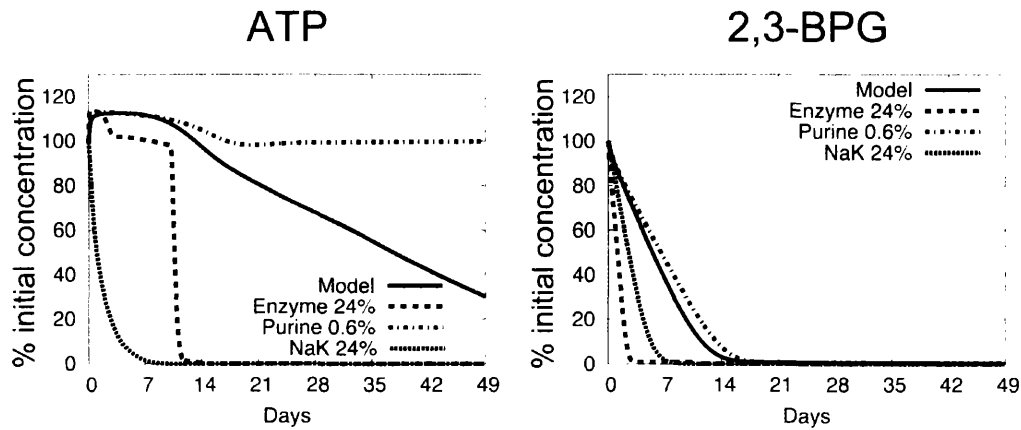 ATP
% initial concentration
120
100
80
60
40
20
0
Model
Enzyme 24%
Purine 0.6%
NaK 24%
0 7 14 21 28 35 42 49
Days
2,3-BPG
% initial concentration
120
100
80
60
40
20
0
Model
Enzyme 24%
Purine 0.6%
NaK 24%
0 7 14 21 28 35 42 49
Days